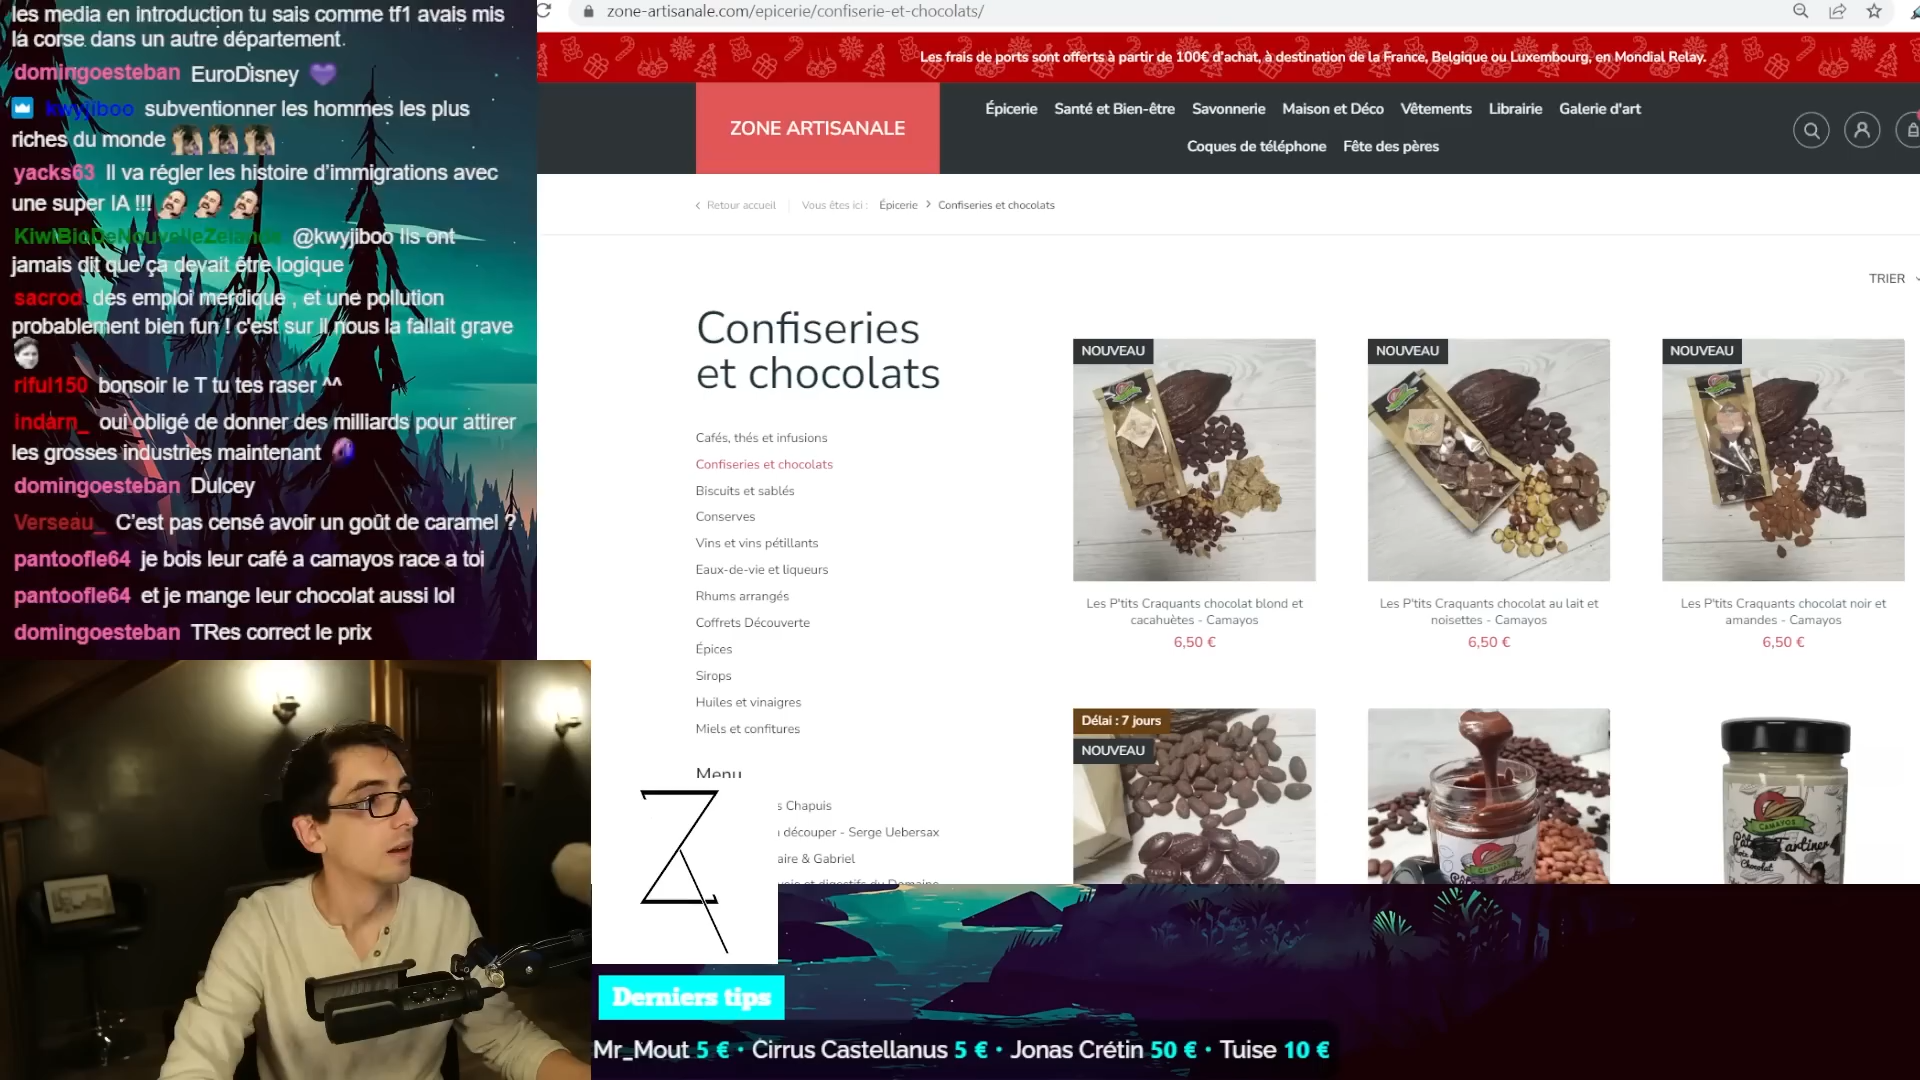 les media en introduction tu sais comme tf1 avais mis
la corse dans un autre département.
domingoesteban EuroDisney
kwyjiboo subventionner les hommes les plus
riches du monde
yacks63 Il va régler les histoire d'immigrations avec
une super IA !!!
KiwiBioDeNouvelleZelande @kwyjiboo Ils ont
jamais dit que ça devait être logique
sacrod des emploi merdique , et une pollution
probablement bien fun ! c'est sur il nous la fallait grave
riful150 bonsoir le T tu tes raser ^^
indarn_ oui obligé de donner des milliards pour attirer
les grosses industries maintenant
domingoesteban Dulcey
Verseau_ C'est pas censé avoir un goût de caramel ?
pantoofle64 je bois leur café a camayos race a toi
pantoofle64 et je mange leur chocolat aussi lol
domingoesteban TRes correct le prix
zone-artisanale.com/epicerie/confiserie-et-chocolats/
Les frais de ports sont offerts à partir de 100€ d'achat, à destination de la France, Belgique ou Luxembourg, en Mondial Relay.
ZONE ARTISANALE
Épicerie Santé et Bien-être Savonnerie Maison et Déco Vêtements Librairie Galerie d'art
Coques de téléphone Fête des pères
Retour accueil Vous êtes ici : Épicerie > Confiseries et chocolats
TRIER
Confiseries
et chocolats
Cafés, thés et infusions
Confiseries et chocolats
Biscuits et sablés
Conserves
Vins et vins pétillants
Eaux-de-vie et liqueurs
Rhums arrangés
Coffrets Découverte
Épices
Sirops
Huiles et vinaigres
Miels et confitures
Menu
s Chapuis
découper - Serge Uebersax
aire & Gabriel
NOUVEAU
Les P'tits Craquants chocolat blond et
cacahuètes - Camayos
6,50 €
NOUVEAU
Les P'tits Craquants chocolat au lait et
noisettes - Camayos
6,50 €
NOUVEAU
Les P'tits Craquants chocolat noir et
amandes - Camayos
6,50 €
Délai : 7 jours
NOUVEAU
CAMAYOS
Pâte à Tartiner
Chocolat
ZA
Derniers tips
Mr_Mout 5 € · Cirrus Castellanus 5 € · Jonas Crétin 50 € · Tuise 10 €